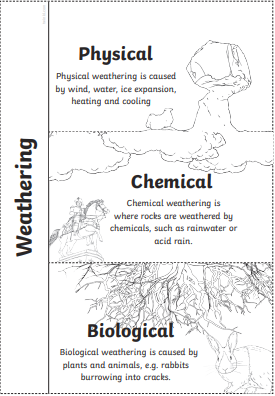 Weathering
Physical
Physical weathering is caused
by wind, water, ice expansion,
heating and cooling
Chemical
Chemical weathering is
where rocks are weathered by
chemicals, such as rainwater or
acid rain.
Biological
Biological weathering is caused by
plants and animals, e.g. rabbits
burrowing into cracks.